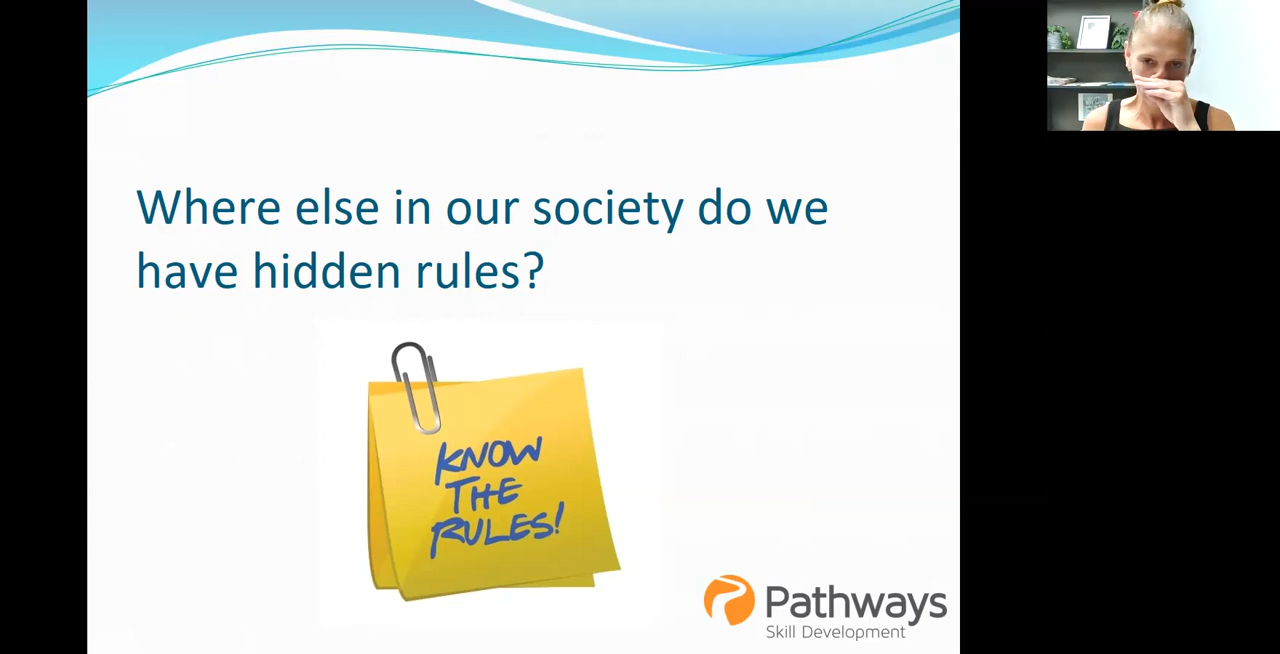 Where else in our society do we
have hidden rules?
KNOW
THE
RULES!
Pathways
Skill Development